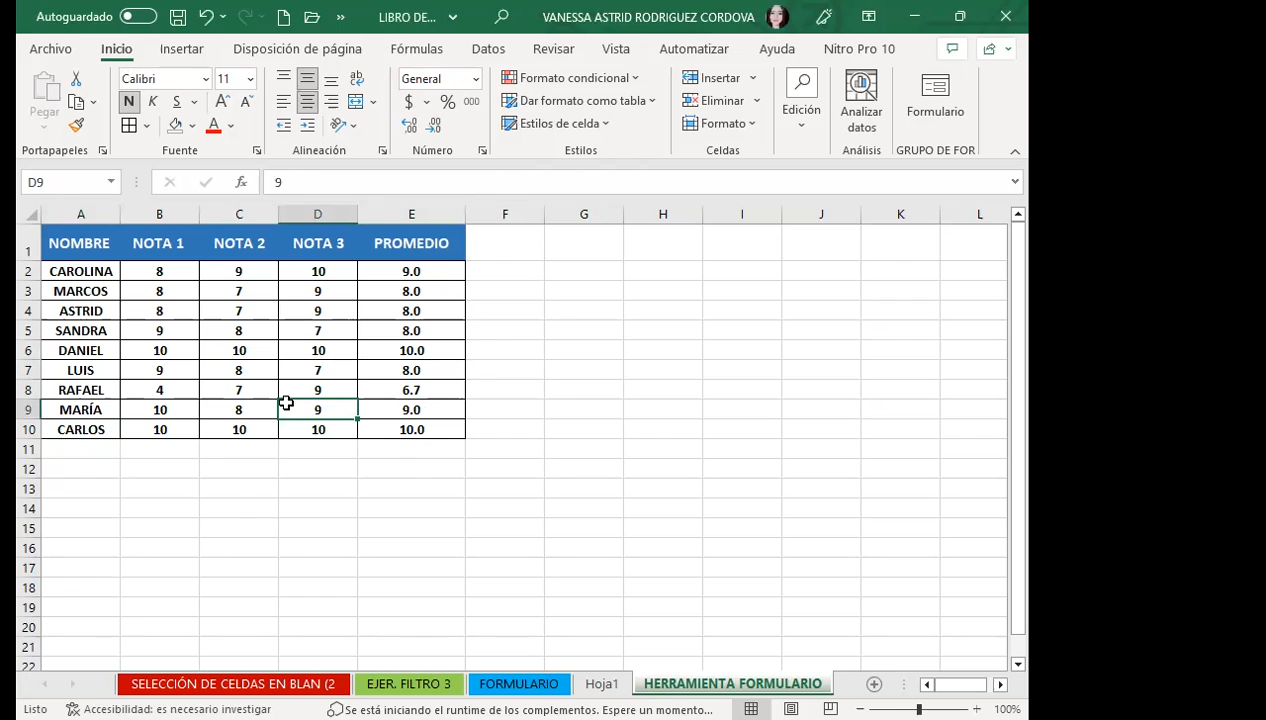 Autoguardado LIBRO DE... VANESSA ASTRID RODRIGUEZ CORDOVA
Archivo Inicio Insertar Disposición de página Fórmulas Datos Revisar Vista Automatizar Ayuda Nitro Pro 10
Pegar
Portapapeles
Calibri 11
N K S
Fuente
ab
Alineación
General
$ % 000
Número
Formato condicional
Dar formato como tabla
Estilos de celda
Estilos
Insertar
Eliminar
Formato
Celdas
Edición
Analizar
datos
Análisis
Formulario
GRUPO DE FOR
D9 fx 9
A B C D E F G H I J K L
1 NOMBRE NOTA 1 NOTA 2 NOTA 3 PROMEDIO
2 CAROLINA 8 9 10 9.0
3 MARCOS 8 7 9 8.0
4 ASTRID 8 7 9 8.0
5 SANDRA 9 8 7 8.0
6 DANIEL 10 10 10 10.0
7 LUIS 9 8 7 8.0
8 RAFAEL 4 7 9 6.7
9 MARÍA 10 8 9 9.0
10 CARLOS 10 10 10 10.0
11
12
13
14
15
16
17
18
19
20
21
22
SELECCIÓN DE CELDAS EN BLAN (2 EJER. FILTRO 3 FORMULARIO Hoja1 HERRAMIENTA FORMULARIO
Listo Accesibilidad: es necesario investigar Se está iniciando el runtime de los complementos. Espere un momento... 100%